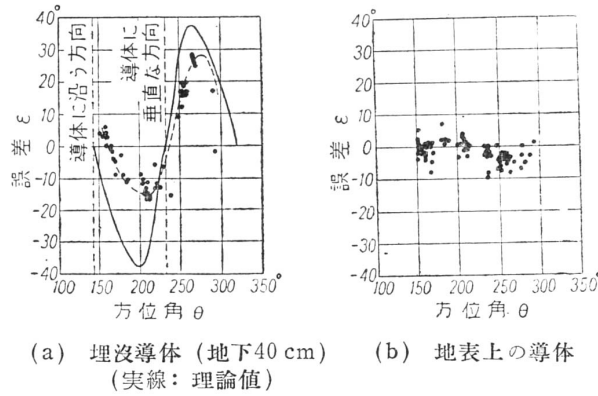 40°
30
20
10
0
-10
-20
-30
-40
誤差 ε
導体に沿う方向
導体に
垂直な方向
100 150 200 250 300 350°
方位角 θ
(a) 埋没導体 (地下40 cm)
(実線: 理論値)
40°
30
20
10
0
-10
-20
-30
-40
誤差 ε
100 150 200 250 300 350°
方位角 θ
(b) 地表上の導体